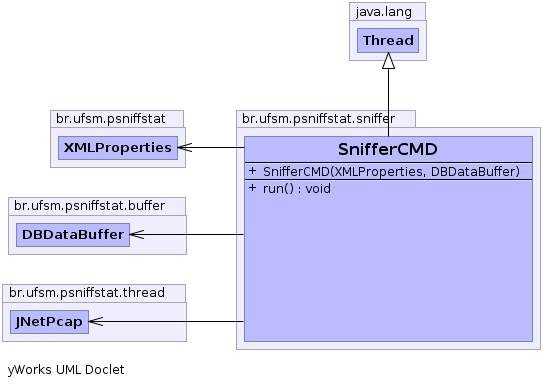 java.lang
Thread
br.ufsm.psniffstat
XMLProperties
br.ufsm.psniffstat.sniffer
SnifferCMD
+ SnifferCMD(XMLProperties, DBDataBuffer)
+ run() : void
br.ufsm.psniffstat.buffer
DBDataBuffer
br.ufsm.psniffstat.thread
JNetPcap
yWorks UML Doclet